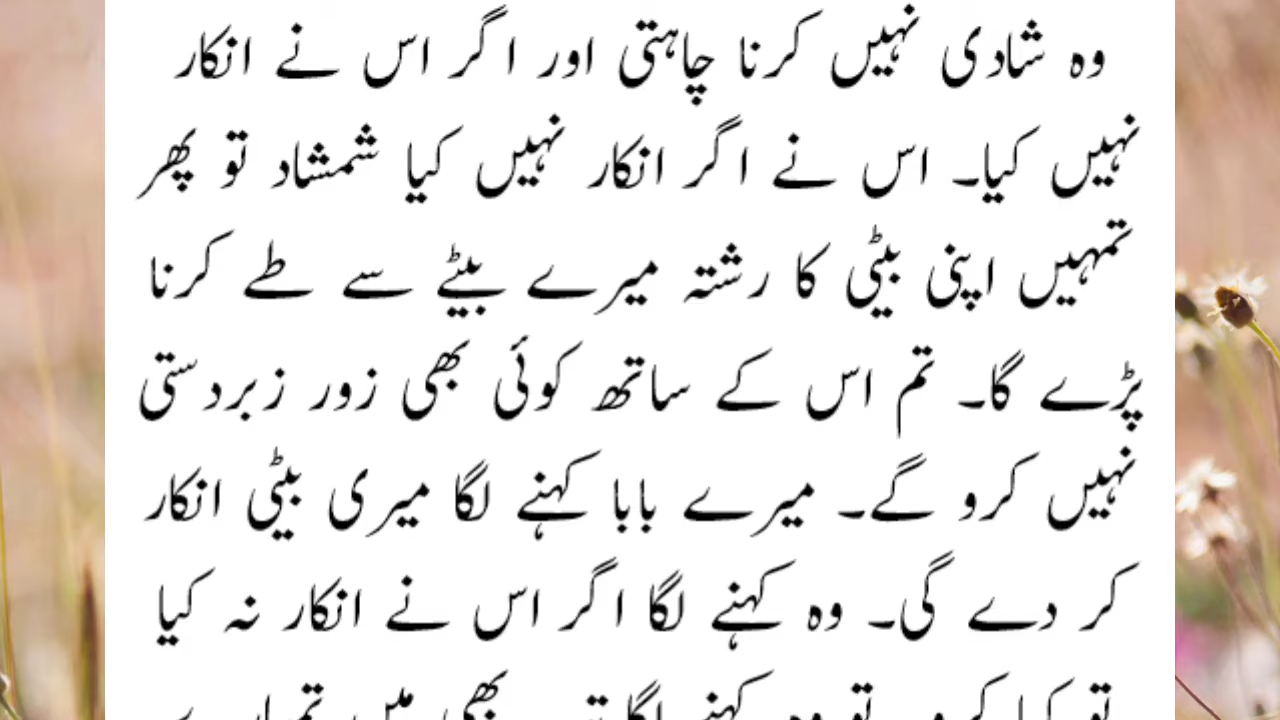 وہ شادی نہیں کرنا چاہتی اور اگر اس نے انکار
نہیں کیا۔ اس نے اگر انکار نہیں کیا شمشاد تو پھر
تمہیں اپنی بیٹی کا رشتہ میرے بیٹے سے طے کرنا
پڑے گا۔ تم اس کے ساتھ کوئی بھی زور زبردستی
نہیں کرو گے۔ میرے بابا کہنے لگا میری بیٹی انکار
کر دے گی۔ وہ کہنے لگا اگر اس نے انکار نہ کیا